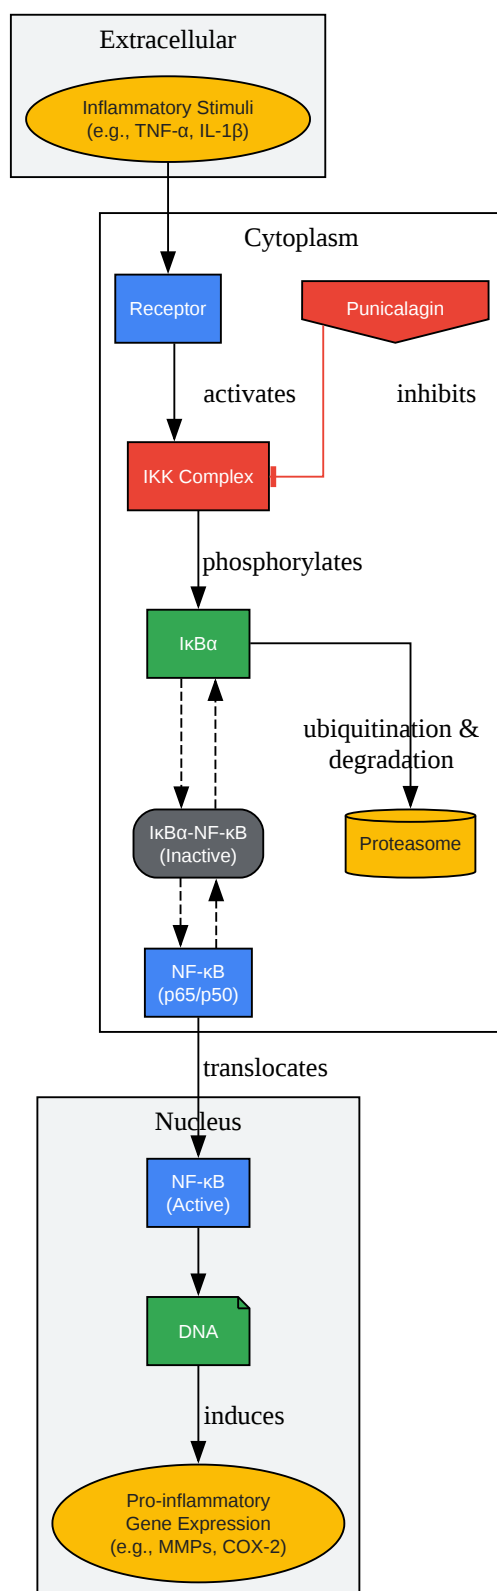 Extracellular
Inflammatory Stimuli
(e.g., TNF-α, IL-1β)
Cytoplasm
Receptor
Punicalagin
activates
inhibits
IKK Complex
phosphorylates
IκBα
ubiquitination &
degradation
IκBα-NF-κB
(Inactive)
Proteasome
NF-κB
(p65/p50)
translocates
Nucleus
NF-κB
(Active)
DNA
induces
Pro-inflammatory
Gene Expression
(e.g., MMPs, COX-2)